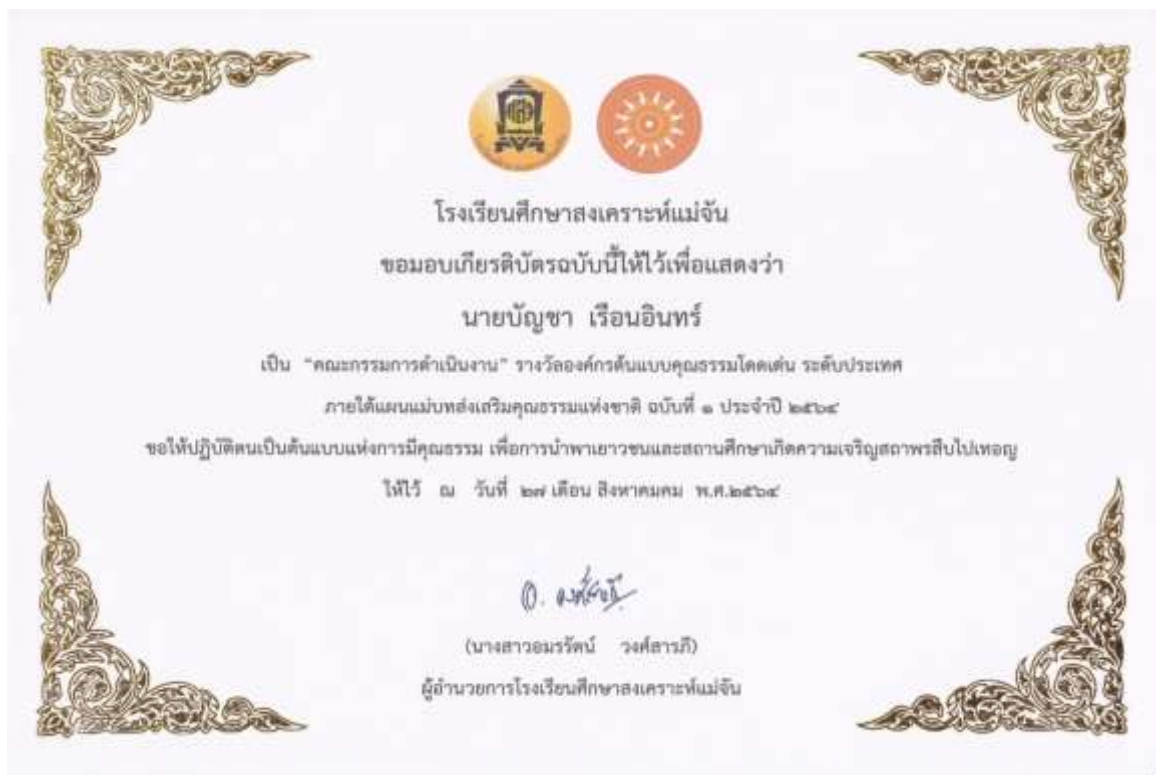 โรงเรียนศึกษาสงเคราะห์แม่จัน
ขอมอบเกียรติบัตรฉบับนี้ให้ไว้เพื่อแสดงว่า
นายบัญชา เรือนอินทร์
เป็น “คณะกรรมการดำเนินงาน” รางวัลองค์กรต้นแบบคุณธรรมโดดเด่น ระดับประเทศ
ภายใต้แผนแม่บทส่งเสริมคุณธรรมแห่งชาติ ฉบับที่ ๑ ประจำปี ๒๕๖๔
ขอให้ปฏิบัติตนเป็นต้นแบบแห่งการมีคุณธรรม เพื่อการนำพาเยาวชนและสถานศึกษาเกิดความเจริญสถาพรสืบไปเทอญ
ให้ไว้ ณ วันที่ ๒๗ เดือน สิงหาคมคม พ.ศ.๒๕๖๔
(นางสาวอมรรัตน์ วงศ์สารภี)
ผู้อำนวยการโรงเรียนศึกษาสงเคราะห์แม่จัน